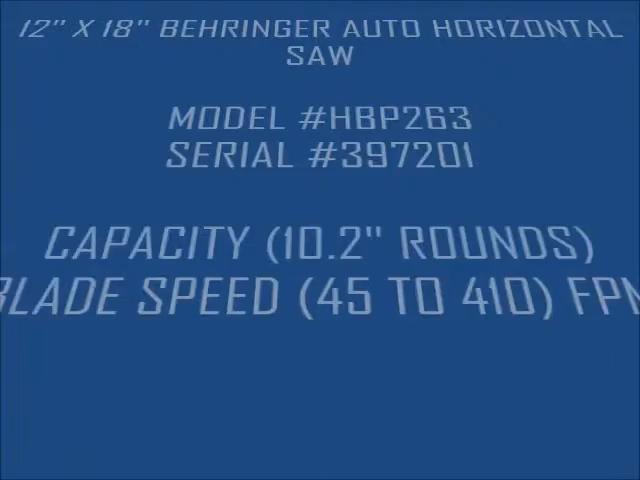 12" X 18" BEHRINGER AUTO HORIZONTAL
SAW
MODEL #HBP263
SERIAL #397201
CAPACITY (10.2" ROUNDS)
BLADE SPEED (45 TO 410) FPM